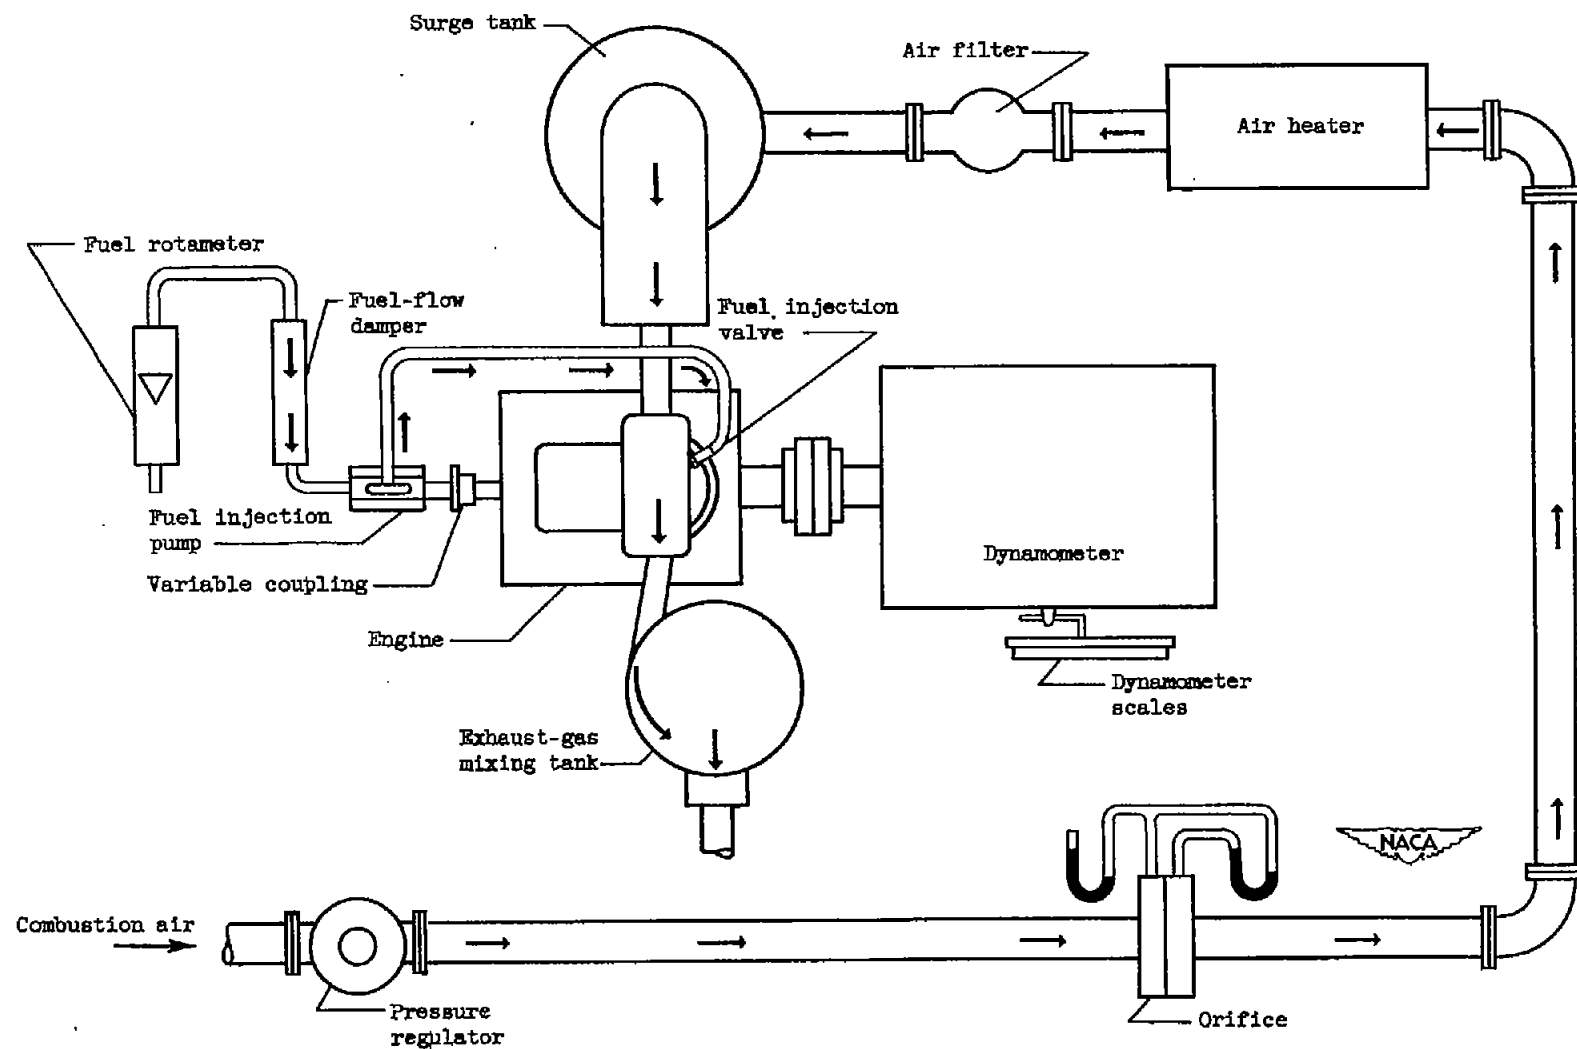 Surge tank
Air filter
Air heater
Fuel rotameter
Fuel-flow
damper
Fuel injection
valve
Fuel injection
pump
Variable coupling
Engine
Dynamometer
Dynamometer
scales
Exhaust-gas
mixing tank
NACA
Combustion air
Pressure
regulator
Orifice